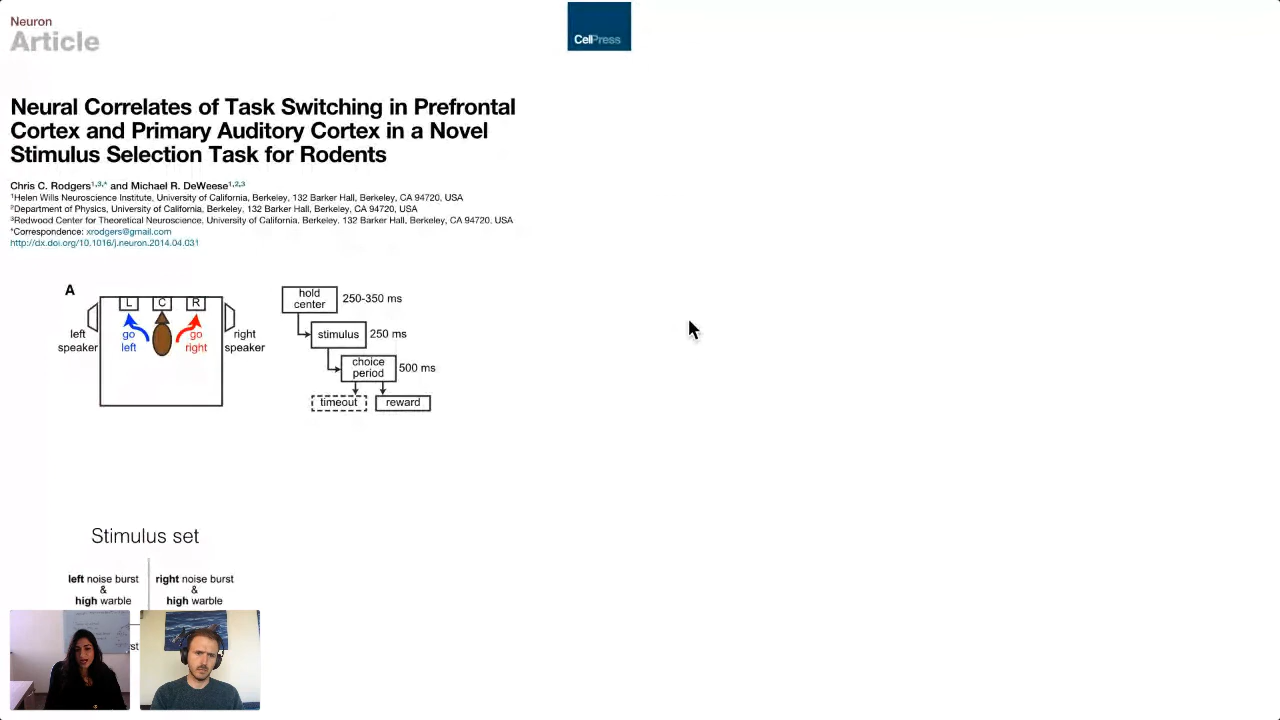 Neuron
Article
CellPress
Neural Correlates of Task Switching in Prefrontal
Cortex and Primary Auditory Cortex in a Novel
Stimulus Selection Task for Rodents
Chris C. Rodgers1,3,* and Michael R. DeWeese1,2,3
1Helen Wills Neuroscience Institute, University of California, Berkeley, 132 Barker Hall, Berkeley, CA 94720, USA
2Department of Physics, University of California, Berkeley, 132 Barker Hall, Berkeley, CA 94720, USA
3Redwood Center for Theoretical Neuroscience, University of California, Berkeley. 132 Barker Hall, Berkeley, CA 94720, USA
*Correspondence: xrodgers@gmail.com
http://dx.doi.org/10.1016/j.neuron.2014.04.031
A
L C R
left
speaker
go
left
go
right
right
speaker
hold
center
250-350 ms
stimulus
250 ms
choice
period
500 ms
timeout
reward
Stimulus set
left noise burst
&
high warble
right noise burst
&
high warble